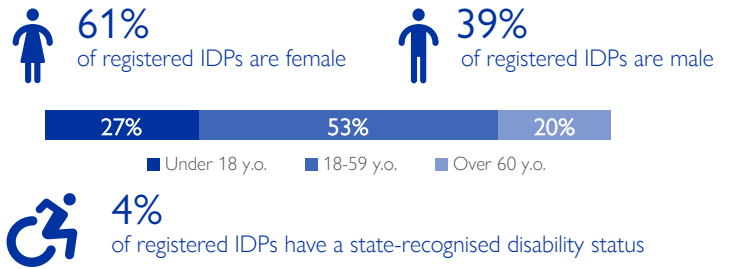 61%
of registered IDPs are female
39%
of registered IDPs are male
27% 53% 20%
Under 18 y.o. 18-59 y.o. Over 60 y.o.
4%
of registered IDPs have a state-recognised disability status